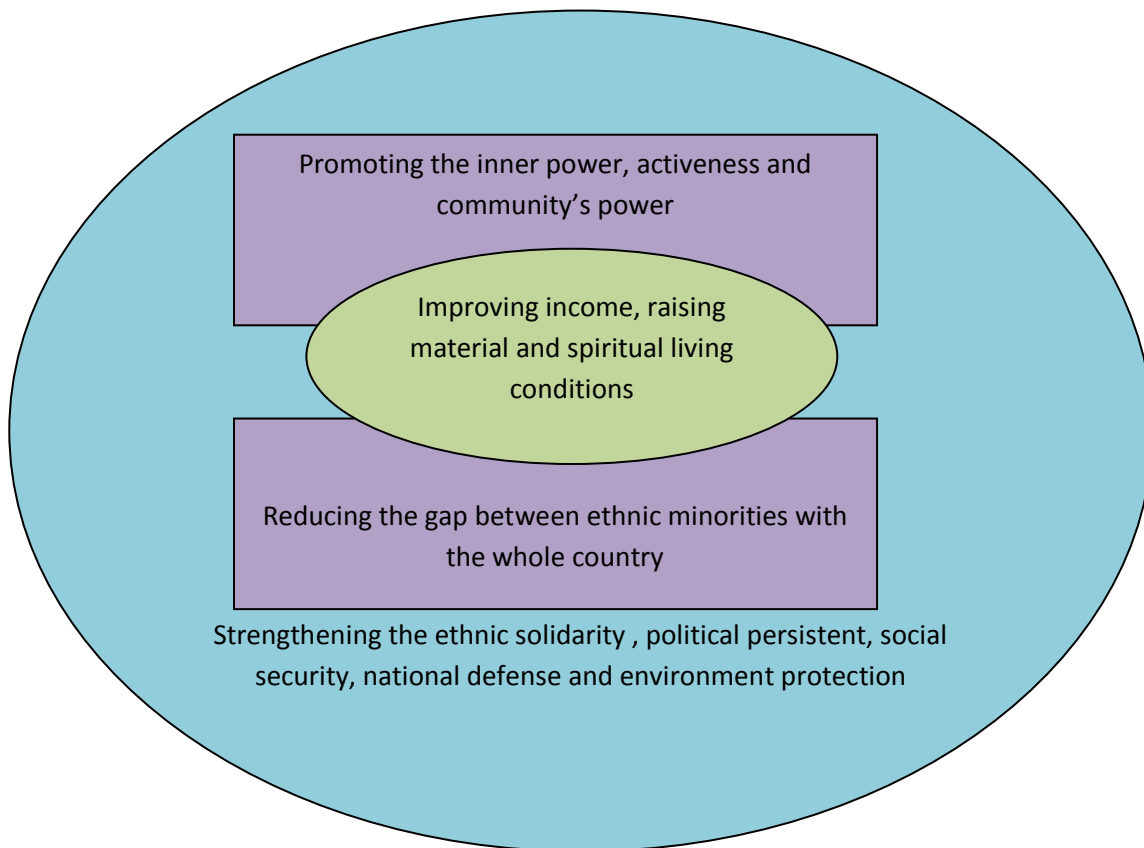 Promoting the inner power, activeness and
community’s power
Improving income, raising
material and spiritual living
conditions
Reducing the gap between ethnic minorities with
the whole country
Strengthening the ethnic solidarity , political persistent, social
security, national defense and environment protection